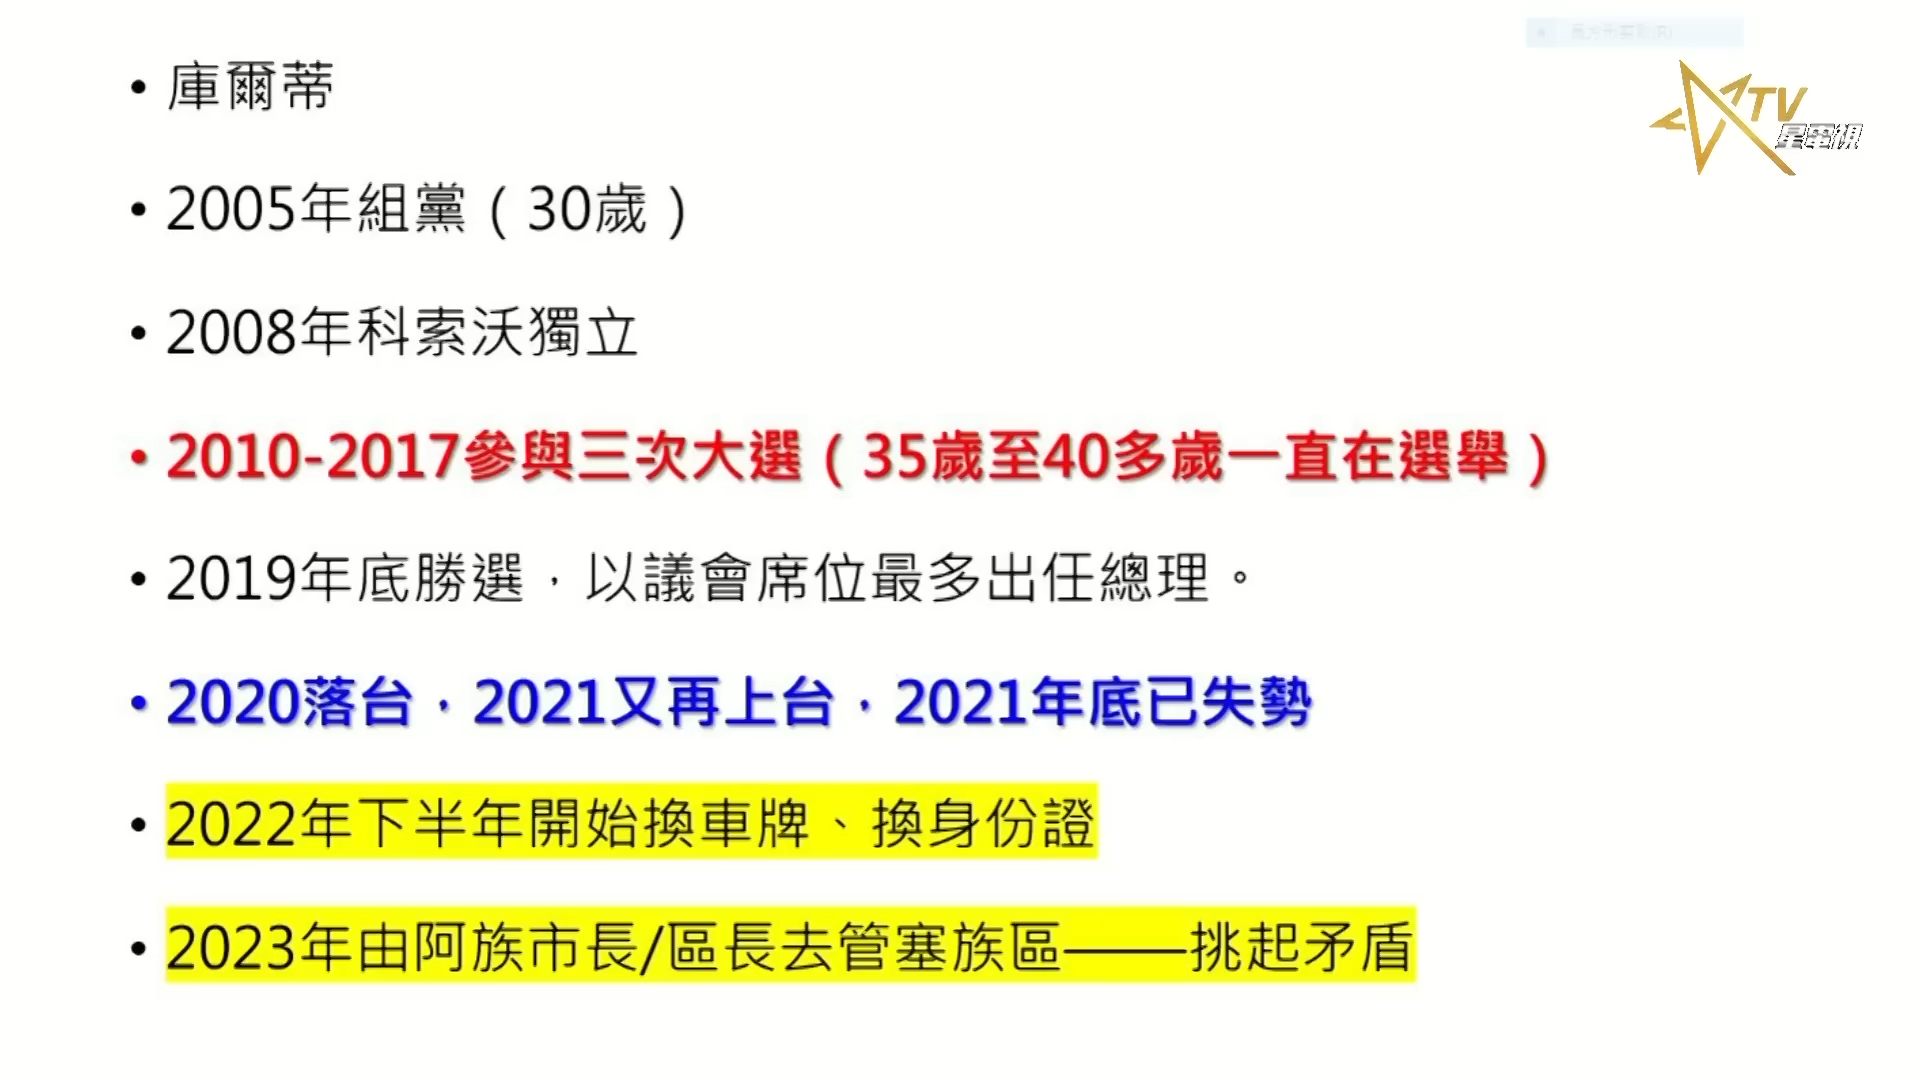 TV
星電視
• 庫爾蒂
• 2005年組黨（30歲）
• 2008年科索沃獨立
• 2010-2017參與三次大選（35歲至40多歲一直在選舉）
• 2019年底勝選，以議會席位最多出任總理。
• 2020落台，2021又再上台，2021年底已失勢
• 2022年下半年開始換車牌、換身份證
• 2023年由阿族市長/區長去管塞族區——挑起矛盾